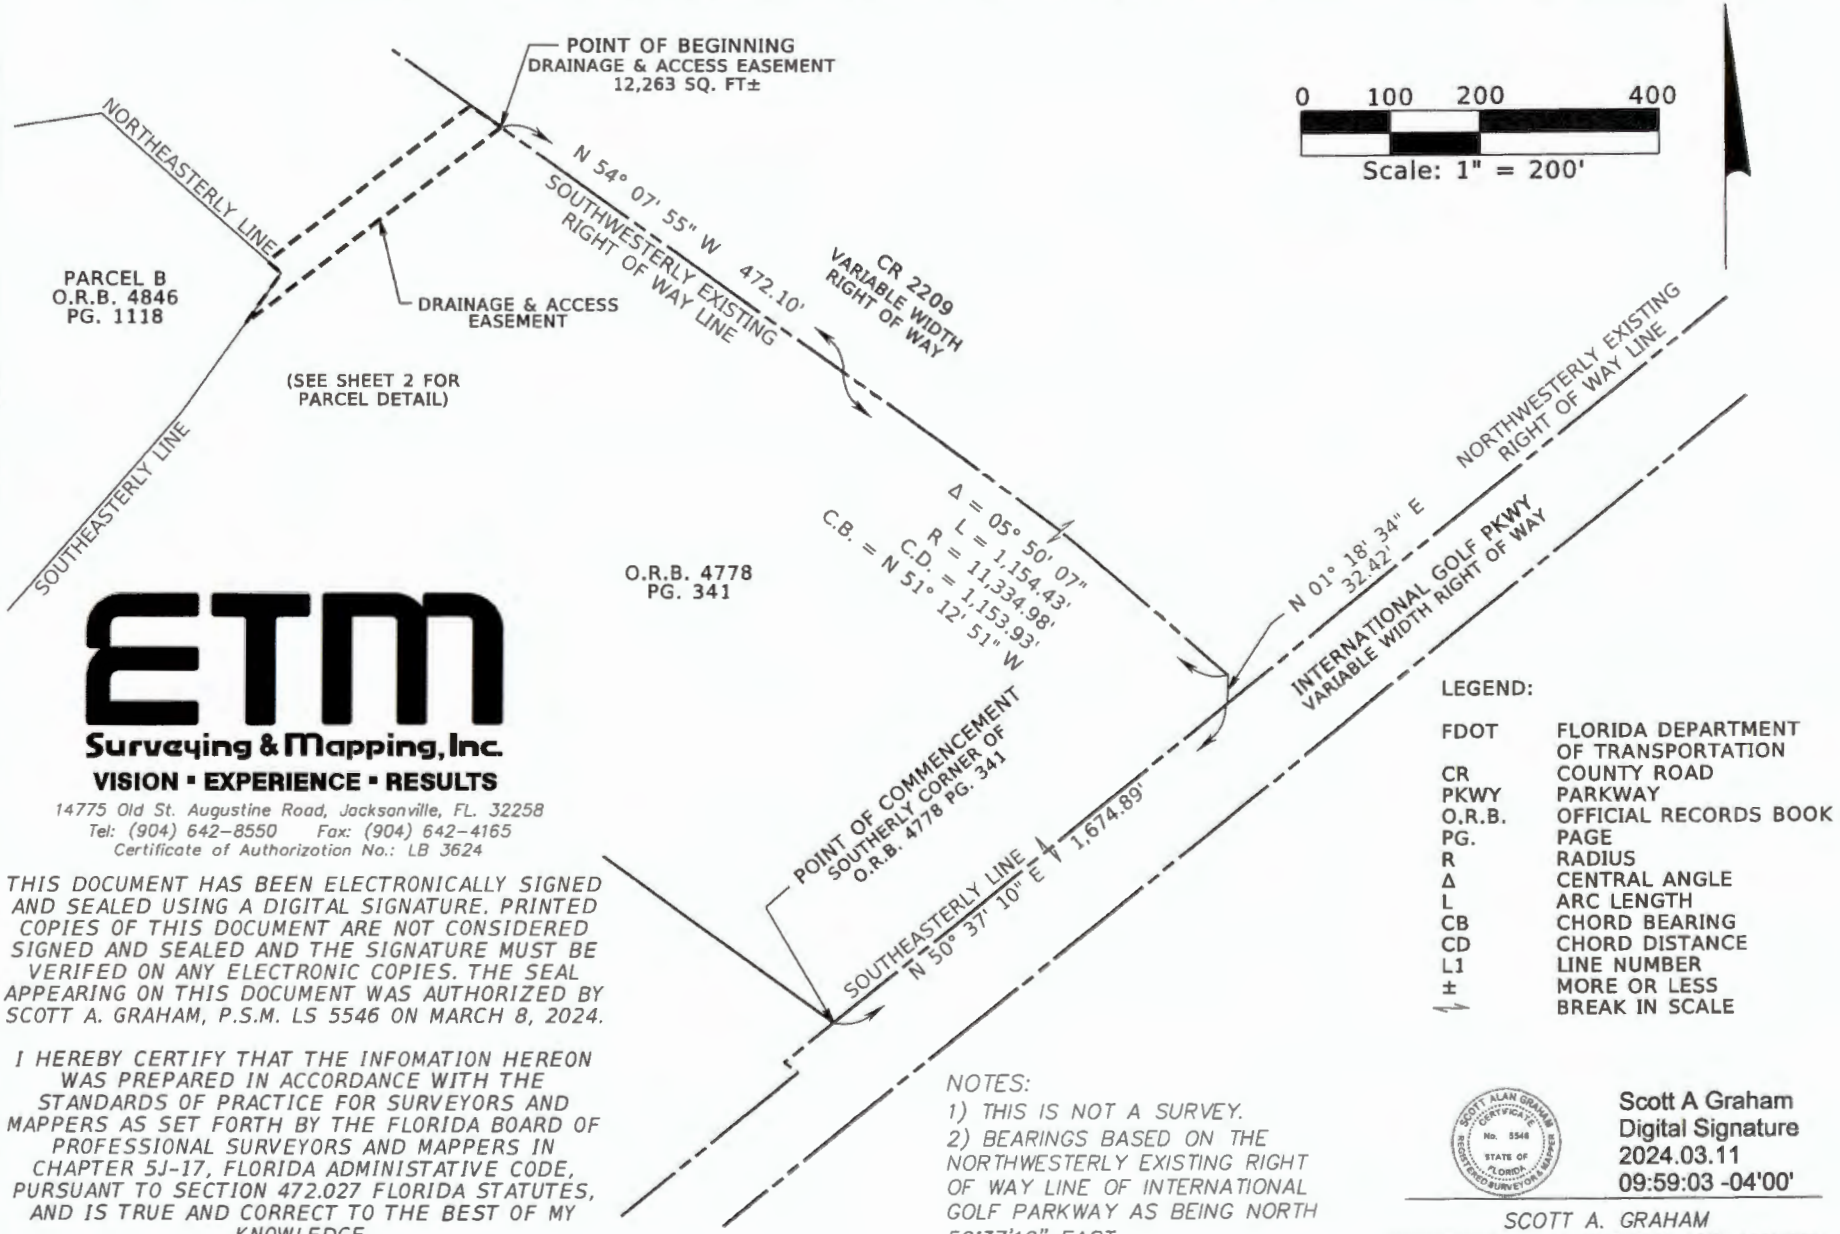 POINT OF BEGINNING
DRAINAGE & ACCESS EASEMENT
12,263 SQ. FT±
0 100 200 400
Scale: 1" = 200'
NORTHEASTERLY LINE
N 54° 07' 55" W 472.10'
SOUTHWESTERLY EXISTING
RIGHT OF WAY LINE
CR 2209
VARIABLE WIDTH
RIGHT OF WAY
PARCEL B
O.R.B. 4846
PG. 1118
DRAINAGE & ACCESS
EASEMENT
(SEE SHEET 2 FOR
PARCEL DETAIL)
SOUTHEASTERLY LINE
NORTHWESTERLY EXISTING
RIGHT OF WAY LINE
Δ = 05° 50' 07"
L = 1,154.43'
R = 11,334.98'
C.D. = 1,153.93'
C.B. = N 51° 12' 51" W
O.R.B. 4778
PG. 341
N 01° 18' 34" E
32.42'
INTERNATIONAL GOLF PKWY
VARIABLE WIDTH RIGHT OF WAY
POINT OF COMMENCEMENT
SOUTHERLY CORNER OF
O.R.B. 4778 PG. 341
SOUTHEASTERLY LINE
N 50° 37' 10" E 1,674.89'
ETM
Surveying & Mapping, Inc.
VISION ▪ EXPERIENCE ▪ RESULTS
14775 Old St. Augustine Road, Jacksonville, FL. 32258
Tel: (904) 642-8550 Fax: (904) 642-4165
Certificate of Authorization No.: LB 3624
THIS DOCUMENT HAS BEEN ELECTRONICALLY SIGNED
AND SEALED USING A DIGITAL SIGNATURE. PRINTED
COPIES OF THIS DOCUMENT ARE NOT CONSIDERED
SIGNED AND SEALED AND THE SIGNATURE MUST BE
VERIFED ON ANY ELECTRONIC COPIES. THE SEAL
APPEARING ON THIS DOCUMENT WAS AUTHORIZED BY
SCOTT A. GRAHAM, P.S.M. LS 5546 ON MARCH 8, 2024.
I HEREBY CERTIFY THAT THE INFOMATION HEREON
WAS PREPARED IN ACCORDANCE WITH THE
STANDARDS OF PRACTICE FOR SURVEYORS AND
MAPPERS AS SET FORTH BY THE FLORIDA BOARD OF
PROFESSIONAL SURVEYORS AND MAPPERS IN
CHAPTER 5J-17, FLORIDA ADMINISTATIVE CODE,
PURSUANT TO SECTION 472.027 FLORIDA STATUTES,
AND IS TRUE AND CORRECT TO THE BEST OF MY
KNOWLEDGE
LEGEND:
FDOT FLORIDA DEPARTMENT
OF TRANSPORTATION
CR COUNTY ROAD
PKWY PARKWAY
O.R.B. OFFICIAL RECORDS BOOK
PG. PAGE
R RADIUS
Δ CENTRAL ANGLE
L ARC LENGTH
CB CHORD BEARING
CD CHORD DISTANCE
L1 LINE NUMBER
± MORE OR LESS
BREAK IN SCALE
NOTES:
1) THIS IS NOT A SURVEY.
2) BEARINGS BASED ON THE
NORTHWESTERLY EXISTING RIGHT
OF WAY LINE OF INTERNATIONAL
GOLF PARKWAY AS BEING NORTH
50°37'10" EAST
SCOTT ALAN GRAHAM
CERTIFICATE
No. 5546
STATE OF
FLORIDA
REGISTERED SURVEYOR & MAPPER
Scott A Graham
Digital Signature
2024.03.11
09:59:03 -04'00'
SCOTT A. GRAHAM